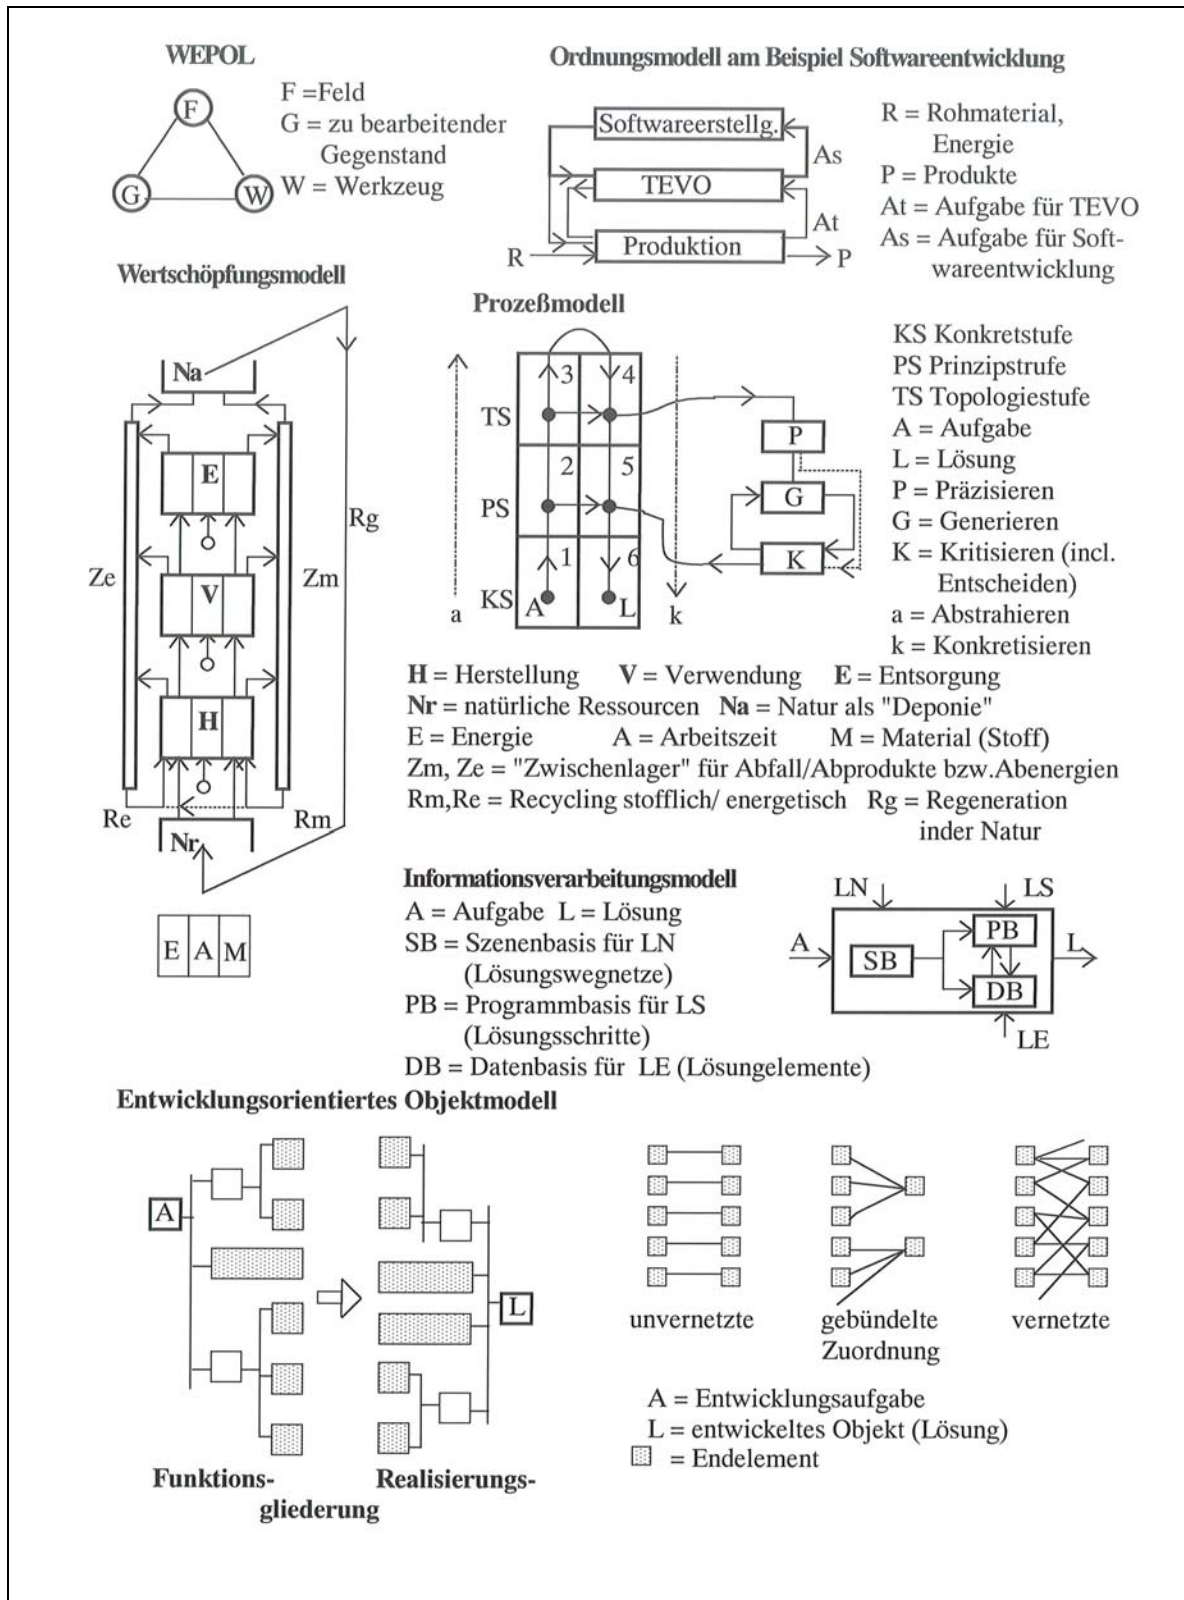 WEPOL
F
G
W
F =Feld
G = zu bearbeitender
Gegenstand
W = Werkzeug
Ordnungsmodell am Beispiel Softwareentwicklung
Softwareerstellg.
TEVO
Produktion
As
At
R
P
R = Rohmaterial,
Energie
P = Produkte
At = Aufgabe für TEVO
As = Aufgabe für Soft-
wareentwicklung
Wertschöpfungsmodell
Na
E
V
H
Nr
Ze
Zm
Rg
Re
Rm
E A M
Prozeßmodell
TS
PS
KS
3 4
2 5
1 6
A L
a
k
P
G
K
KS Konkretstufe
PS Prinzipstrufe
TS Topologiestufe
A = Aufgabe
L = Lösung
P = Präzisieren
G = Generieren
K = Kritisieren (incl.
Entscheiden)
a = Abstrahieren
k = Konkretisieren
H = Herstellung V = Verwendung E = Entsorgung
Nr = natürliche Ressourcen Na = Natur als "Deponie"
E = Energie A = Arbeitszeit M = Material (Stoff)
Zm, Ze = "Zwischenlager" für Abfall/Abprodukte bzw.Abenergien
Rm,Re = Recycling stofflich/ energetisch Rg = Regeneration
inder Natur
Informationsverarbeitungsmodell
A = Aufgabe L = Lösung
SB = Szenenbasis für LN
(Lösungswegnetze)
PB = Programmbasis für LS
(Lösungsschritte)
DB = Datenbasis für LE (Lösungelemente)
LN
LS
A
SB
PB
DB
L
LE
Entwicklungsorientiertes Objektmodell
A
L
Funktions-
Realisierungs-
gliederung
unvernetzte
gebündelte
vernetzte
Zuordnung
A = Entwicklungsaufgabe
L = entwickeltes Objekt (Lösung)
= Endelement